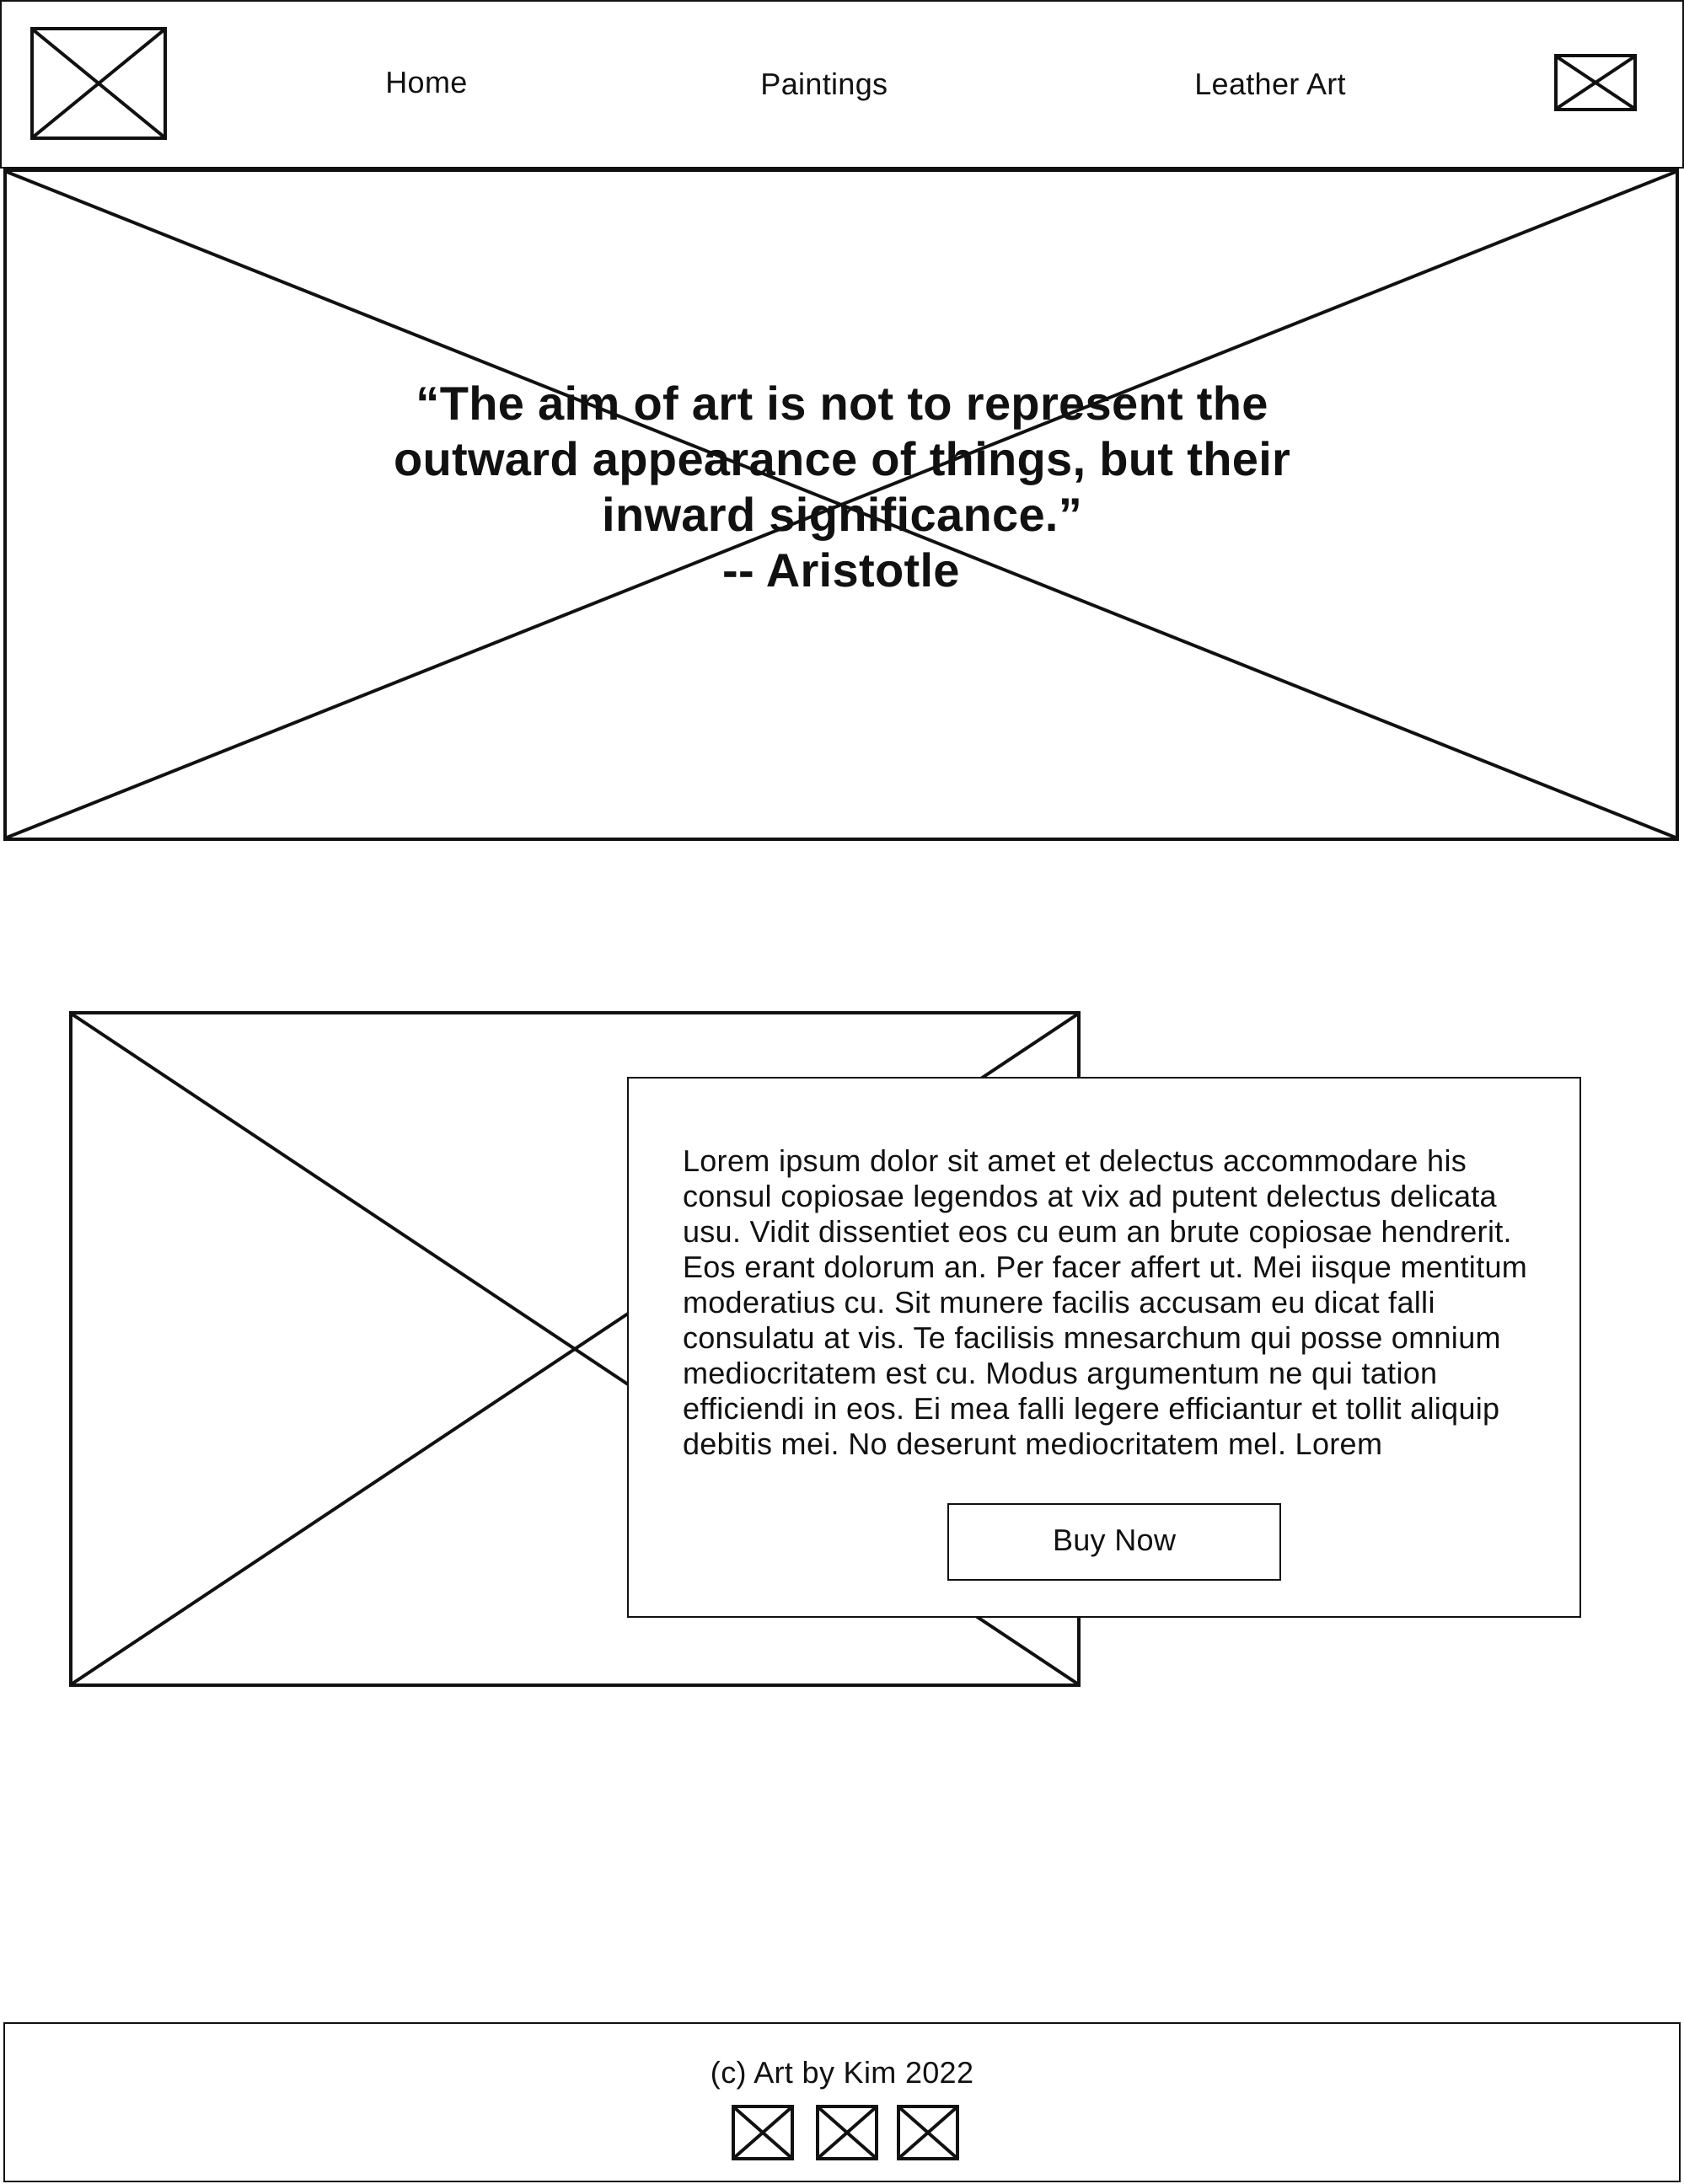 Home
Paintings
Leather Art
“The aim of art is not to represent the
outward appearance of things, but their
inward significance.”
-- Aristotle
Lorem ipsum dolor sit amet et delectus accommodare his
consul copiosae legendos at vix ad putent delectus delicata
usu. Vidit dissentiet eos cu eum an brute copiosae hendrerit.
Eos erant dolorum an. Per facer affert ut. Mei iisque mentitum
moderatius cu. Sit munere facilis accusam eu dicat falli
consulatu at vis. Te facilisis mnesarchum qui posse omnium
mediocritatem est cu. Modus argumentum ne qui tation
efficiendi in eos. Ei mea falli legere efficiantur et tollit aliquip
debitis mei. No deserunt mediocritatem mel. Lorem
Buy Now
(c) Art by Kim 2022